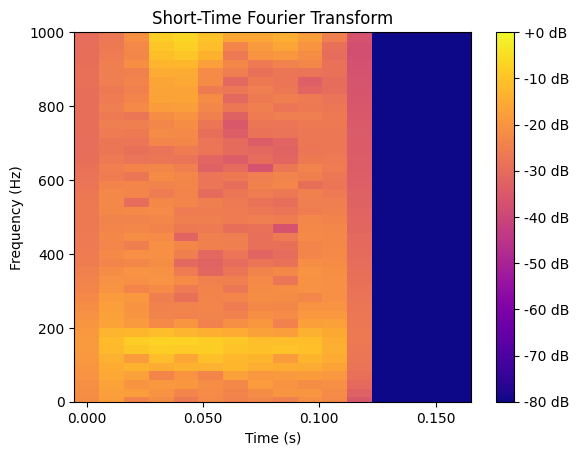 Short-Time Fourier Transform
1000
800
600
400
200
0
Frequency (Hz)
0.000
0.050
0.100
0.150
Time (s)
+0 dB
-10 dB
-20 dB
-30 dB
-40 dB
-50 dB
-60 dB
-70 dB
-80 dB